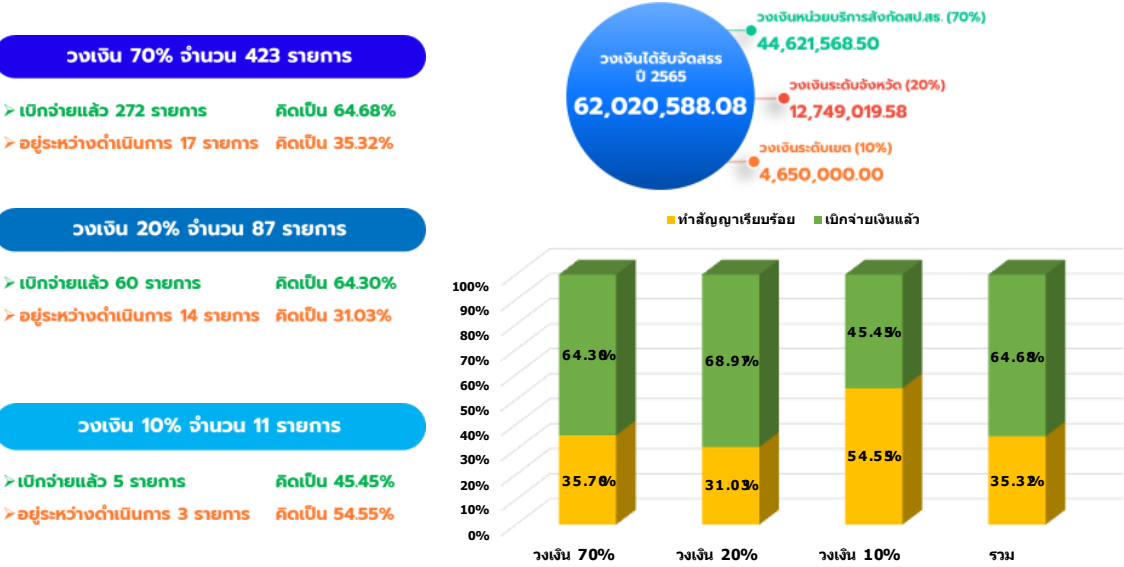 วงเงิน 70% จำนวน 423 รายการ
เบิกจ่ายแล้ว 272 รายการ คิดเป็น 64.68%
อยู่ระหว่างดำเนินการ 17 รายการ คิดเป็น 35.32%
วงเงิน 20% จำนวน 87 รายการ
เบิกจ่ายแล้ว 60 รายการ คิดเป็น 64.30%
อยู่ระหว่างดำเนินการ 14 รายการ คิดเป็น 31.03%
วงเงิน 10% จำนวน 11 รายการ
เบิกจ่ายแล้ว 5 รายการ คิดเป็น 45.45%
อยู่ระหว่างดำเนินการ 3 รายการ คิดเป็น 54.55%
วงเงินได้รับจัดสรร
ปี 2565
62,020,588.08
วงเงินหน่วยบริการสังกัดสป.สธ. (70%)
44,621,568.50
วงเงินระดับจังหวัด (20%)
12,749,019.58
วงเงินระดับเขต (10%)
4,650,000.00
ทำสัญญาเรียบร้อย เบิกจ่ายเงินแล้ว
100%
90%
80%
70%
60%
50%
40%
30%
20%
10%
0%
64.30% 68.97% 45.45% 64.68%
35.70% 31.03% 54.55% 35.32%
วงเงิน 70% วงเงิน 20% วงเงิน 10% รวม